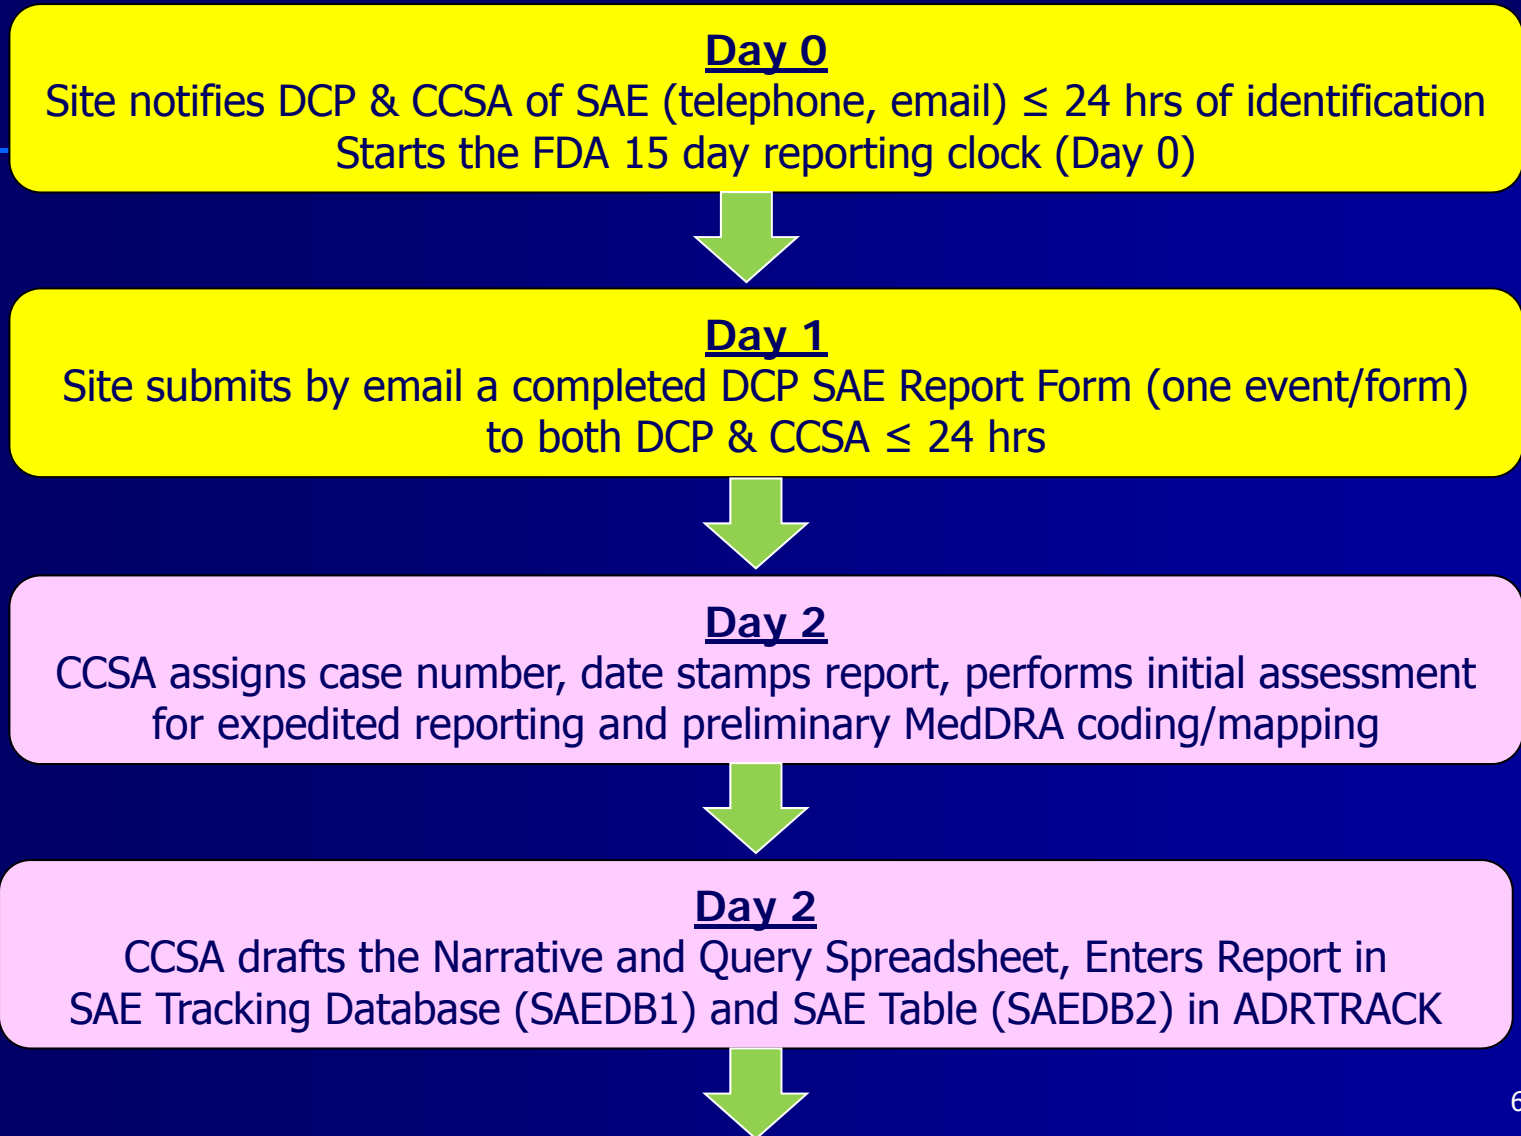 Day 0
Site notifies DCP & CCSA of SAE (telephone, email) ≤ 24 hrs of identification
Starts the FDA 15 day reporting clock (Day 0)
Day 1
Site submits by email a completed DCP SAE Report Form (one event/form)
to both DCP & CCSA ≤ 24 hrs
Day 2
CCSA assigns case number, date stamps report, performs initial assessment
for expedited reporting and preliminary MedDRA coding/mapping
Day 2
CCSA drafts the Narrative and Query Spreadsheet, Enters Report in
SAE Tracking Database (SAEDB1) and SAE Table (SAEDB2) in ADRTRACK
6